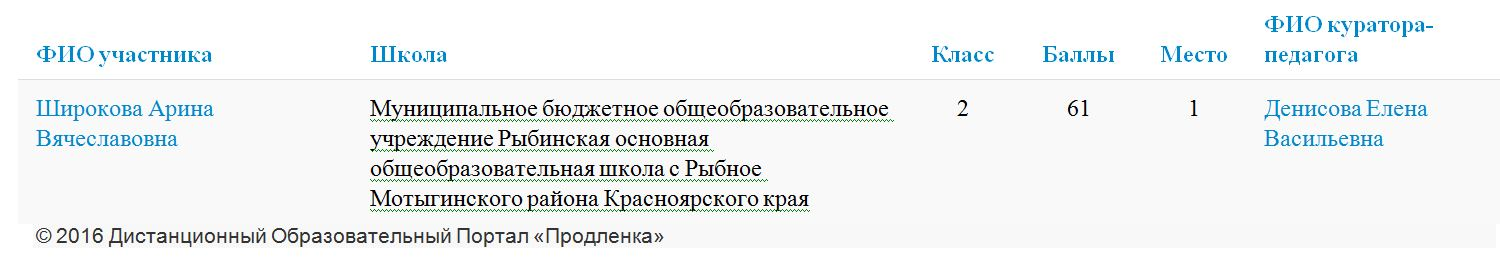 ФИО участника Школа Класс Баллы Место ФИО куратора-
педагога
Широкова Арина Муниципальное бюджетное общеобразовательное 2 61 1 Денисова Елена
Вячеславовна учреждение Рыбинская основная Васильевна
общеобразовательная школа с Рыбное
Мотыгинского района Красноярского края
© 2016 Дистанционный Образовательный Портал «Продленка»